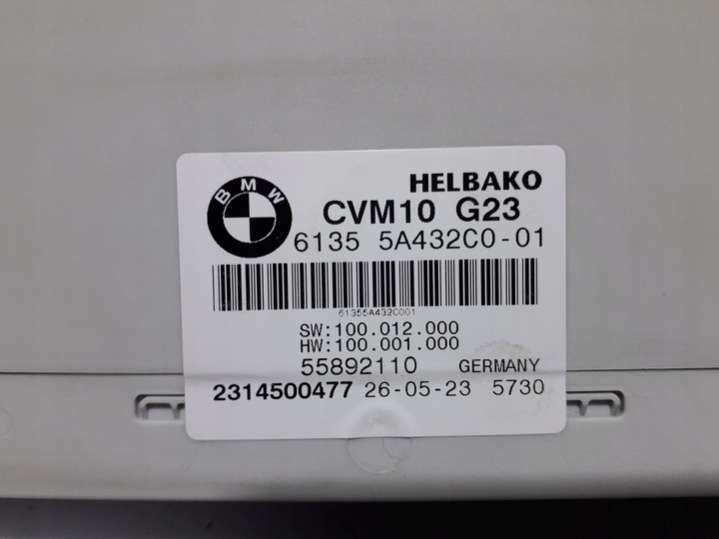 BMW
HELBAKO
CVM10 G23
6135 5A432C0-01
61355A432C001
SW:100.012.000
HW:100.001.000
55892110 GERMANY
2314500477 26-05-23 5730